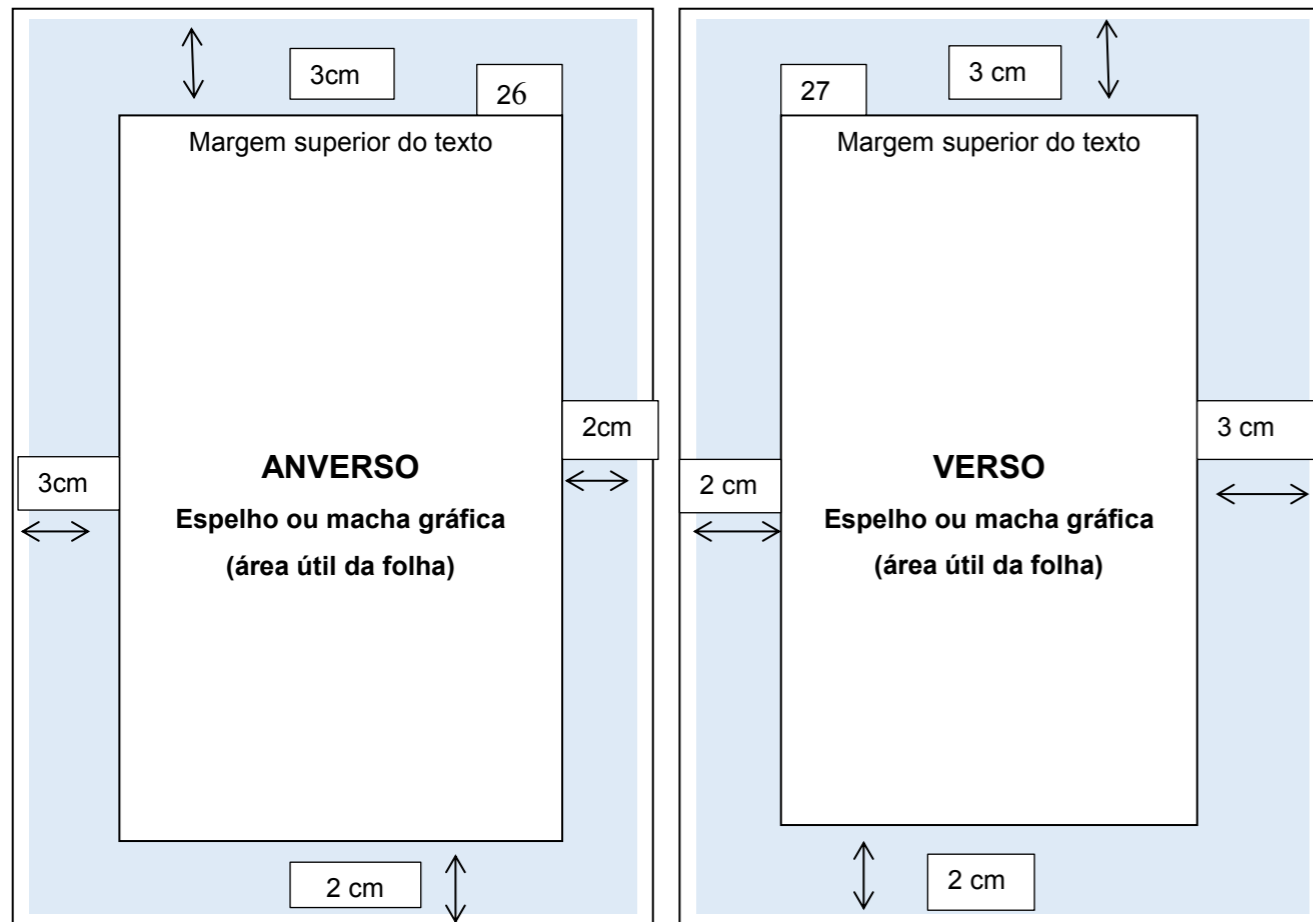 3cm
26
Margem superior do texto
2cm
3cm
ANVERSO
Espelho ou macha gráfica
(área útil da folha)
2 cm
3 cm
27
Margem superior do texto
3 cm
2 cm
VERSO
Espelho ou macha gráfica
(área útil da folha)
2 cm